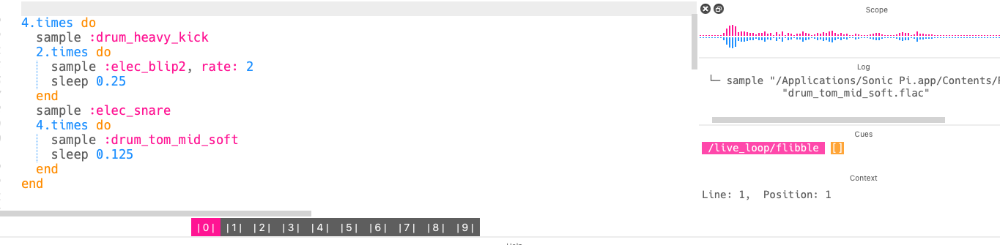 4.times do
sample :drum_heavy_kick
2.times do
sample :elec_blip2, rate: 2
sleep 0.25
end
sample :elec_snare
4.times do
sample :drum_tom_mid_soft
sleep 0.125
end
end
|0| |1| |2| |3| |4| |5| |6| |7| |8| |9|
Scope
Log
└─ sample "/Applications/Sonic Pi.app/Contents/
"drum_tom_mid_soft.flac"
Cues
/live_loop/flibble []
Context
Line: 1, Position: 1